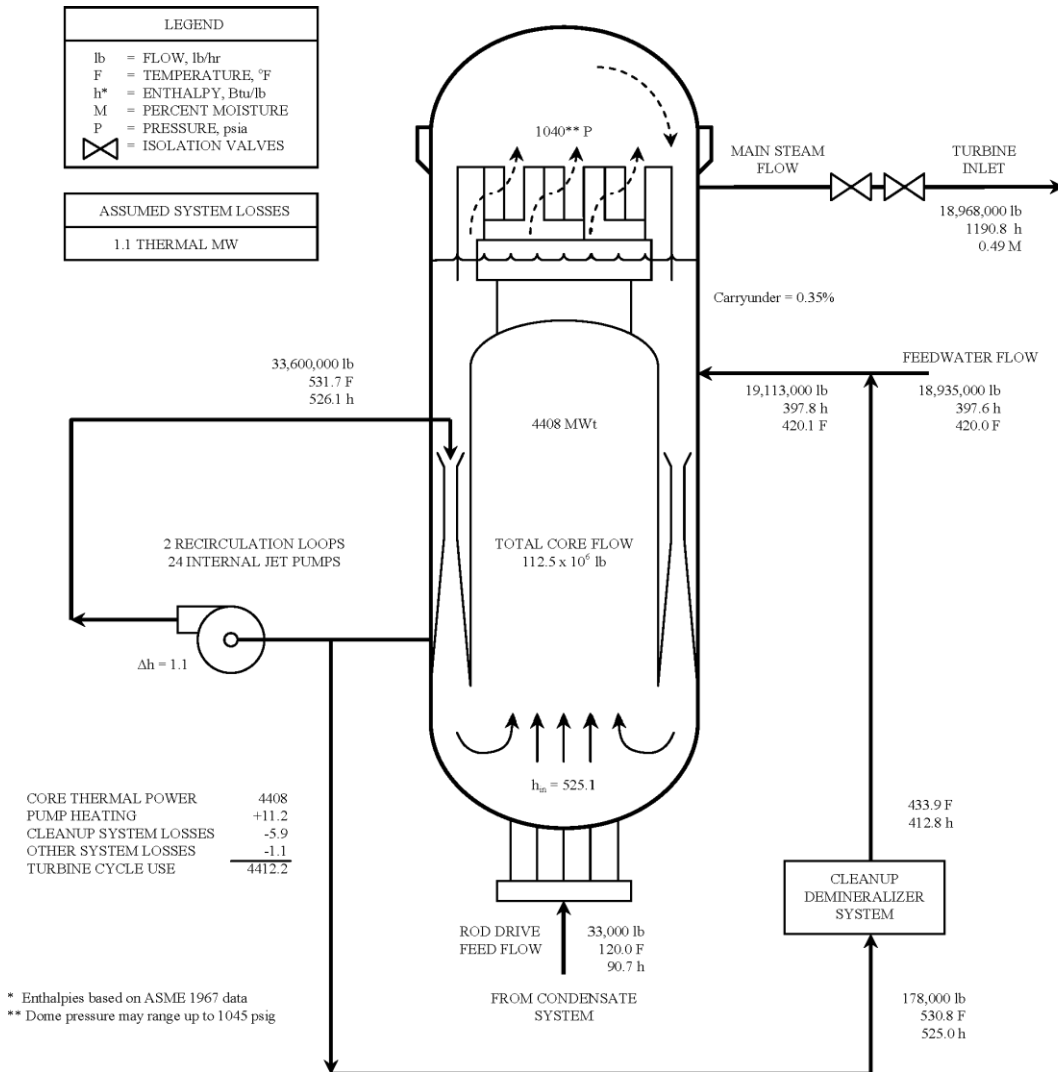 LEGEND
lb = FLOW, lb/hr
F = TEMPERATURE, °F
h* = ENTHALPY, Btu/lb
M = PERCENT MOISTURE
P = PRESSURE, psia
= ISOLATION VALVES
ASSUMED SYSTEM LOSSES
1.1 THERMAL MW
1040** P
MAIN STEAM
FLOW
TURBINE
INLET
18,968,000 lb
1190.8 h
0.49 M
Carryunder = 0.35%
33,600,000 lb
531.7 F
526.1 h
FEEDWATER FLOW
19,113,000 lb
397.8 h
420.1 F
18,935,000 lb
397.6 h
420.0 F
4408 MWt
2 RECIRCULATION LOOPS
24 INTERNAL JET PUMPS
TOTAL CORE FLOW
112.5 x 10⁶ lb
Δh = 1.1
hᵢₙ = 525.1
CORE THERMAL POWER 4408
PUMP HEATING +11.2
CLEANUP SYSTEM LOSSES -5.9
OTHER SYSTEM LOSSES -1.1
TURBINE CYCLE USE 4412.2
433.9 F
412.8 h
CLEANUP
DEMINERALIZER
SYSTEM
ROD DRIVE
FEED FLOW
33,000 lb
120.0 F
90.7 h
FROM CONDENSATE
SYSTEM
178,000 lb
530.8 F
525.0 h
* Enthalpies based on ASME 1967 data
** Dome pressure may range up to 1045 psig